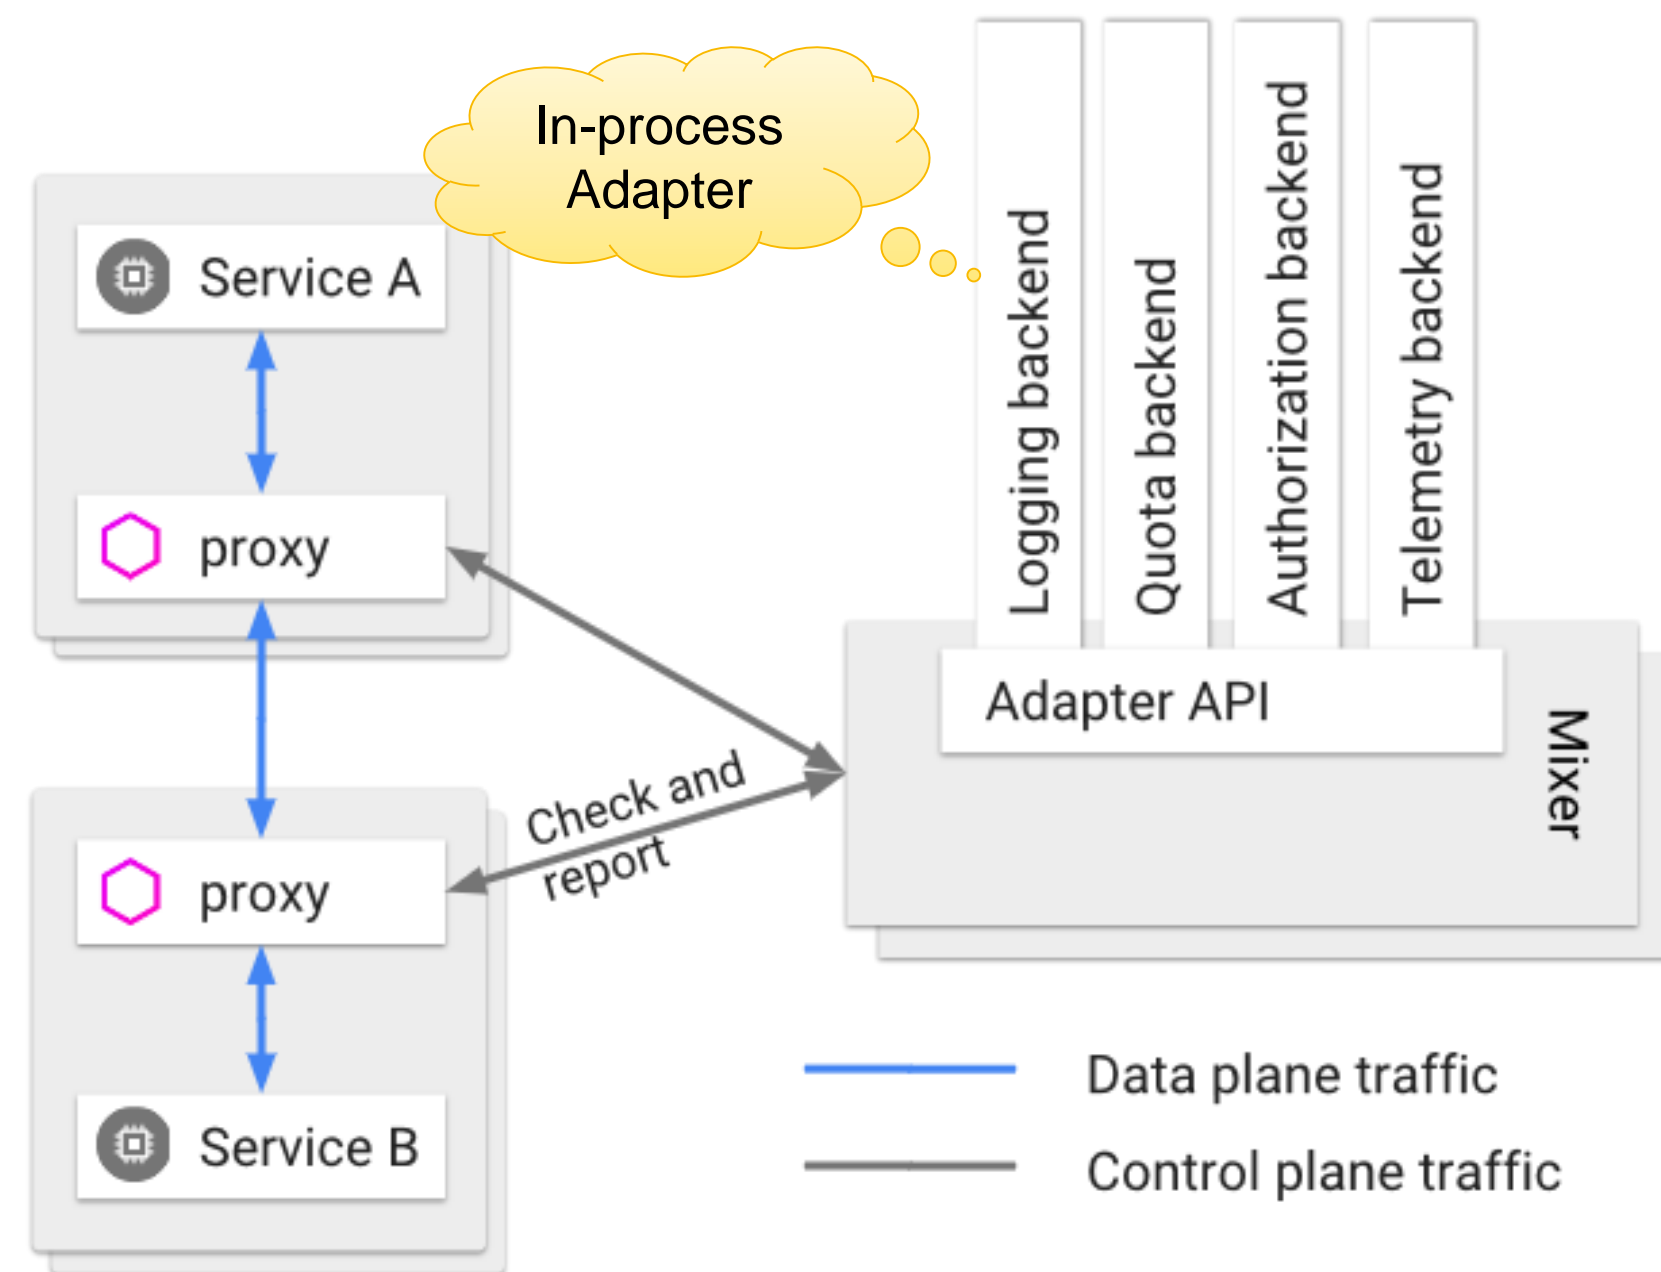 In-process
Adapter
Service A
proxy
proxy
Service B
Check and
report
Logging backend
Quota backend
Authorization backend
Telemetry backend
Adapter API
Mixer
Data plane traffic
Control plane traffic